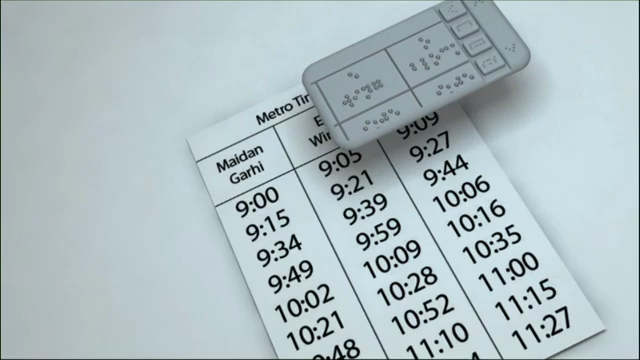 Metro
Maidan
Garhi
9:00 9:05 9:09
9:15 9:21 9:27
9:34 9:39 9:44
9:49 9:59 10:06
10:02 10:09 10:16
10:21 10:28 10:35
:48 10:52 11:00
11:10 11:15
11:27